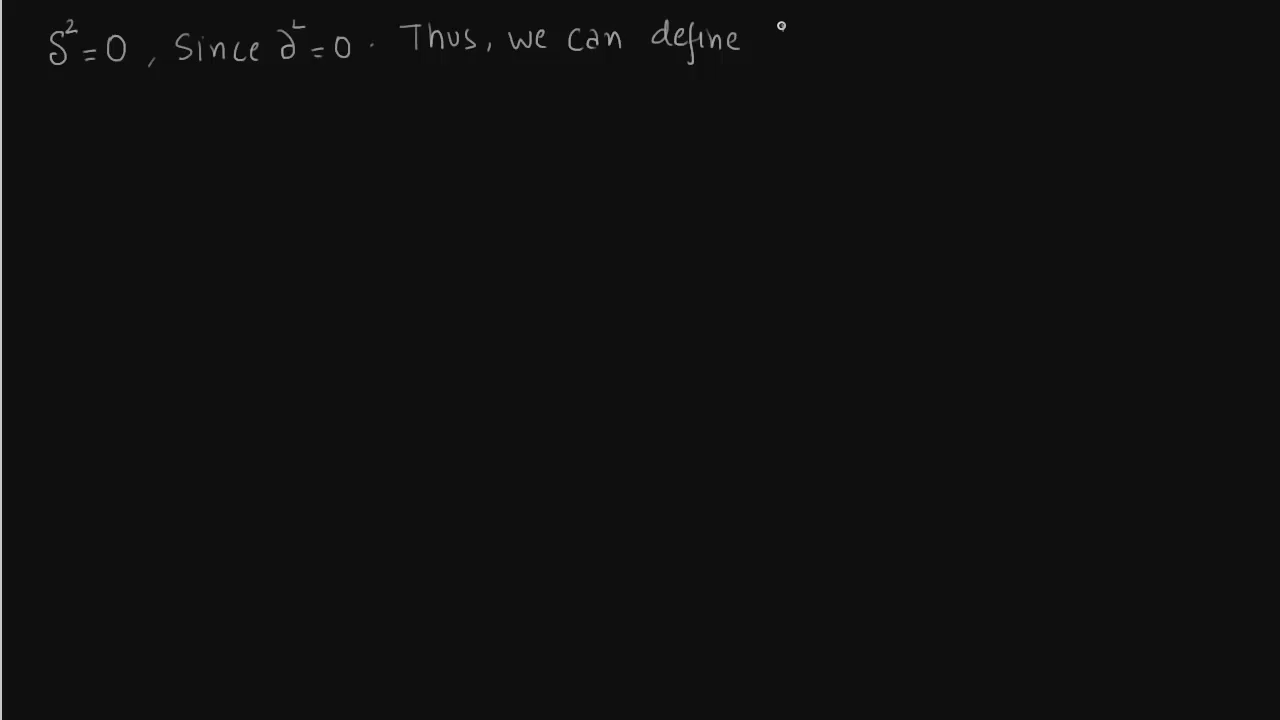 δ² = 0, Since ∂² = 0. Thus, we can define